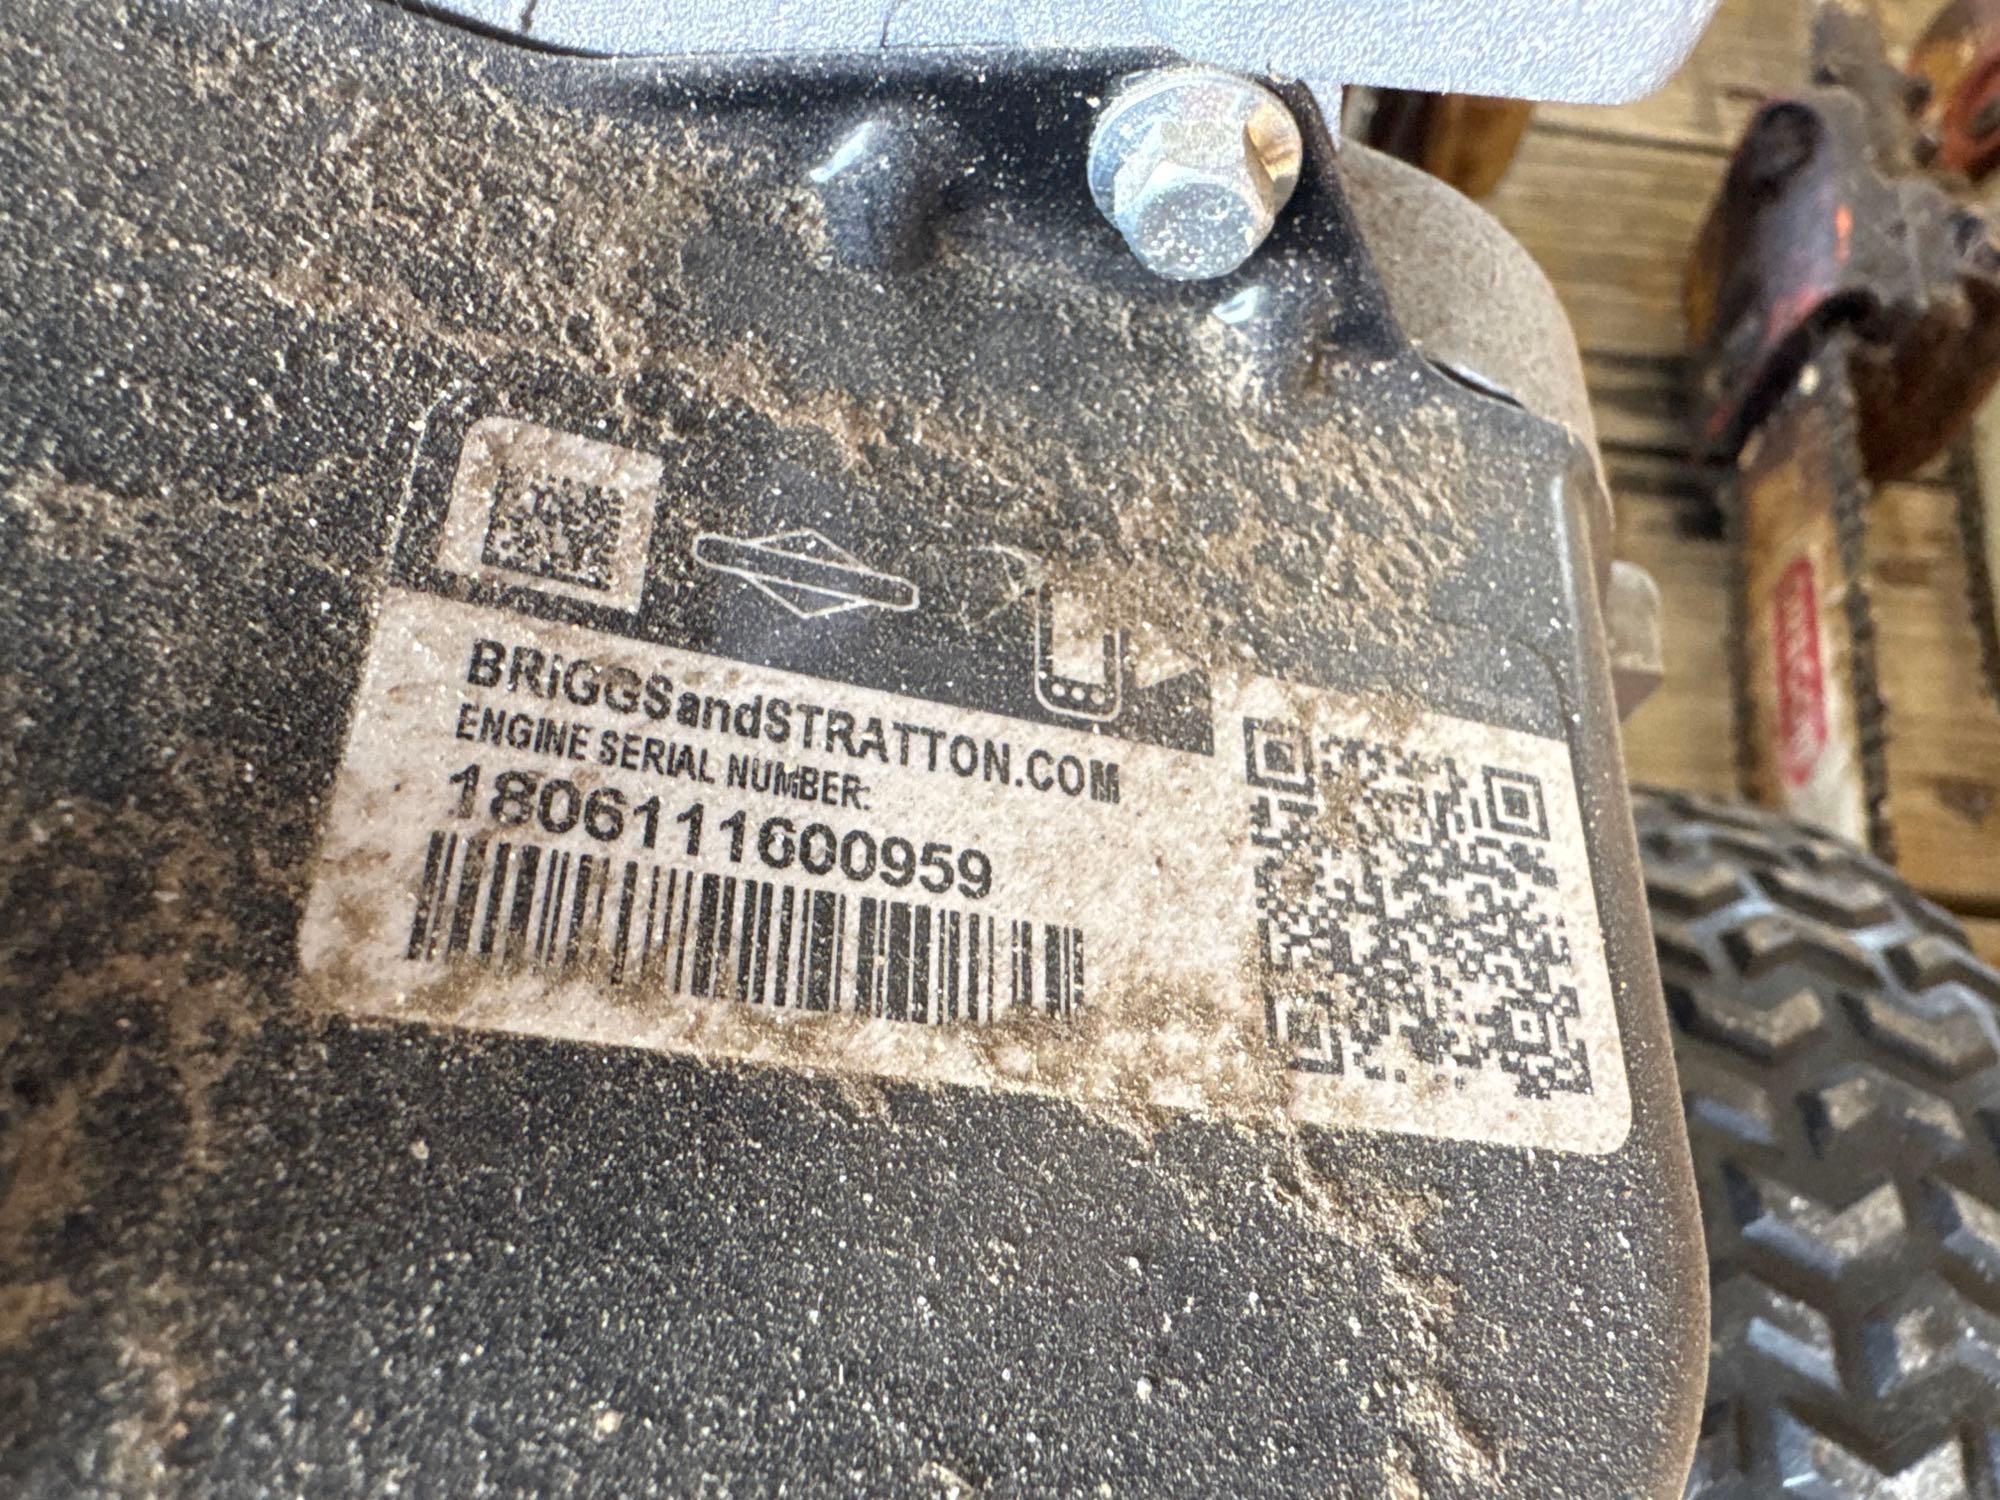 BRIGGSandSTRATTON.COM
ENGINE SERIAL NUMBER:
1806111600959